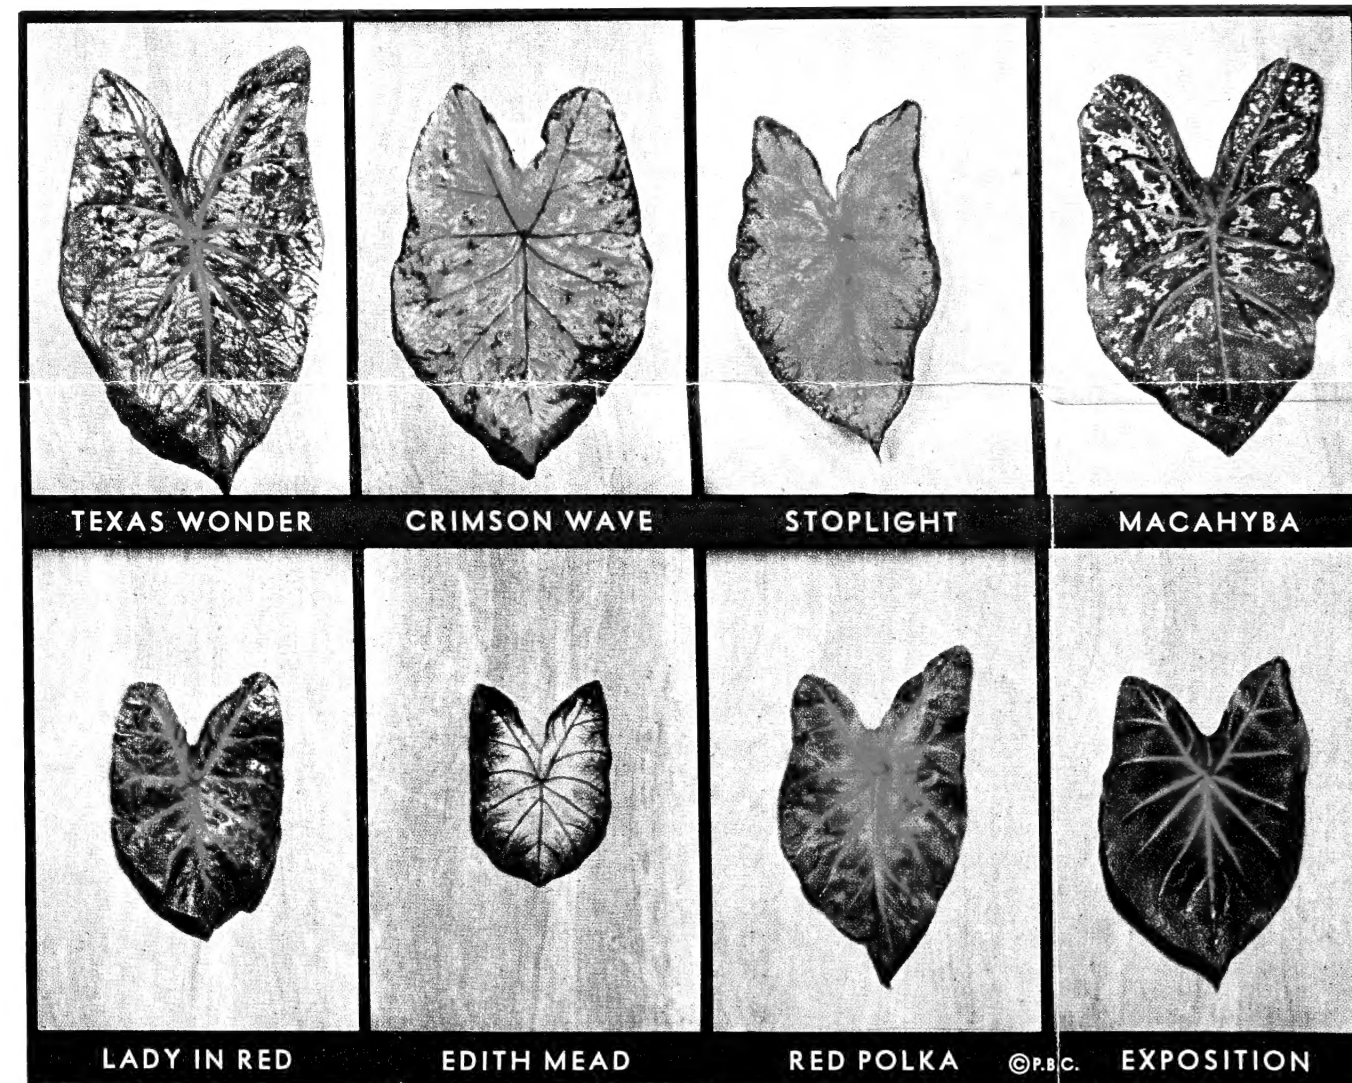 TEXAS WONDER CRIMSON WAVE STOPLIGHT MACAHYBA
LADY IN RED EDITH MEAD RED POLKA ©P.B.C. EXPOSITION